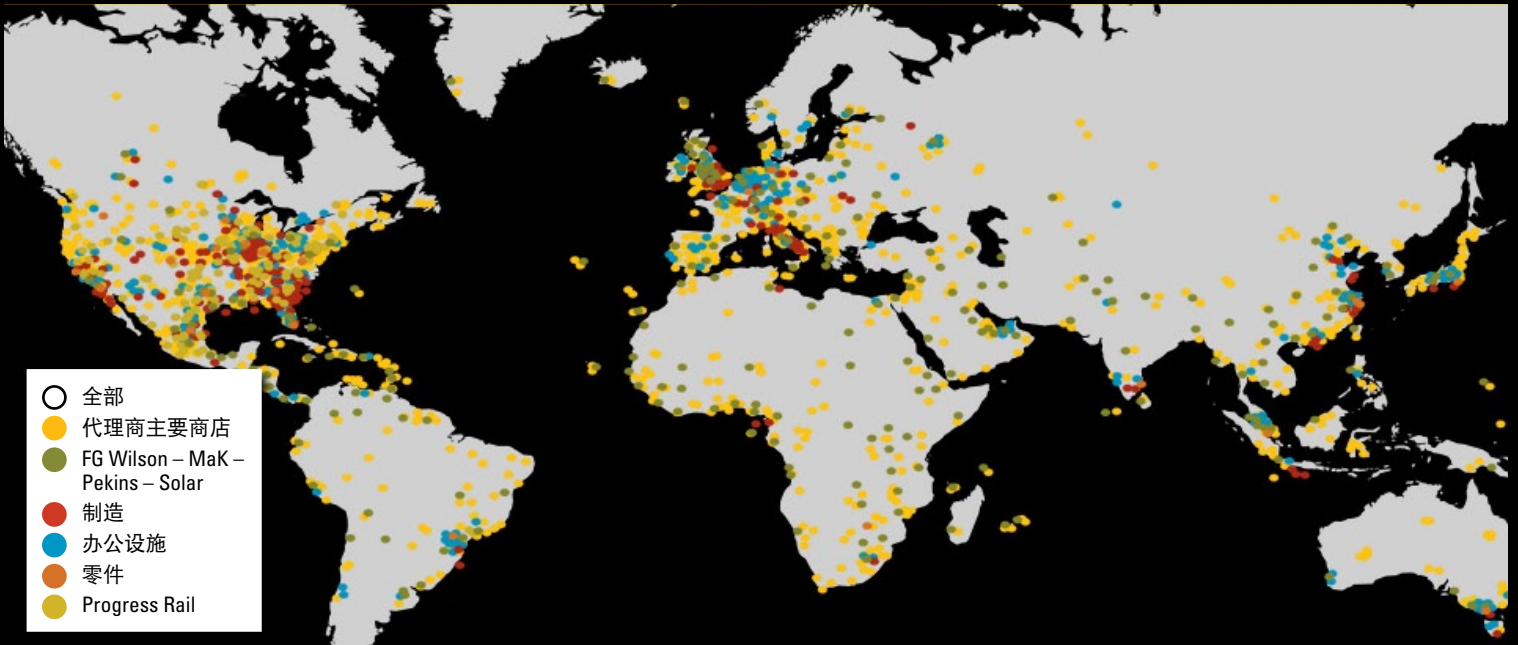 全部
代理商主要商店
FG Wilson – MaK –
Pekins – Solar
制造
办公设施
零件
Progress Rail